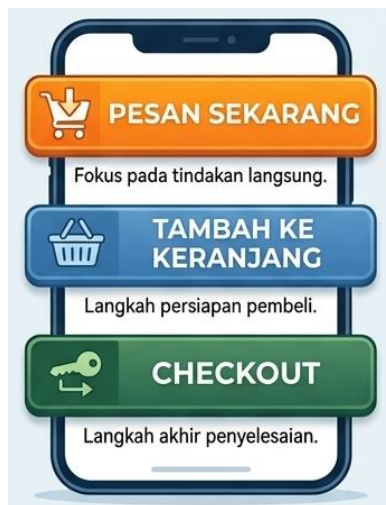 PESAN SEKARANG
Fokus pada tindakan langsung.
TAMBAH KE
KERANJANG
Langkah persiapan pembeli.
CHECKOUT
Langkah akhir penyelesaian.